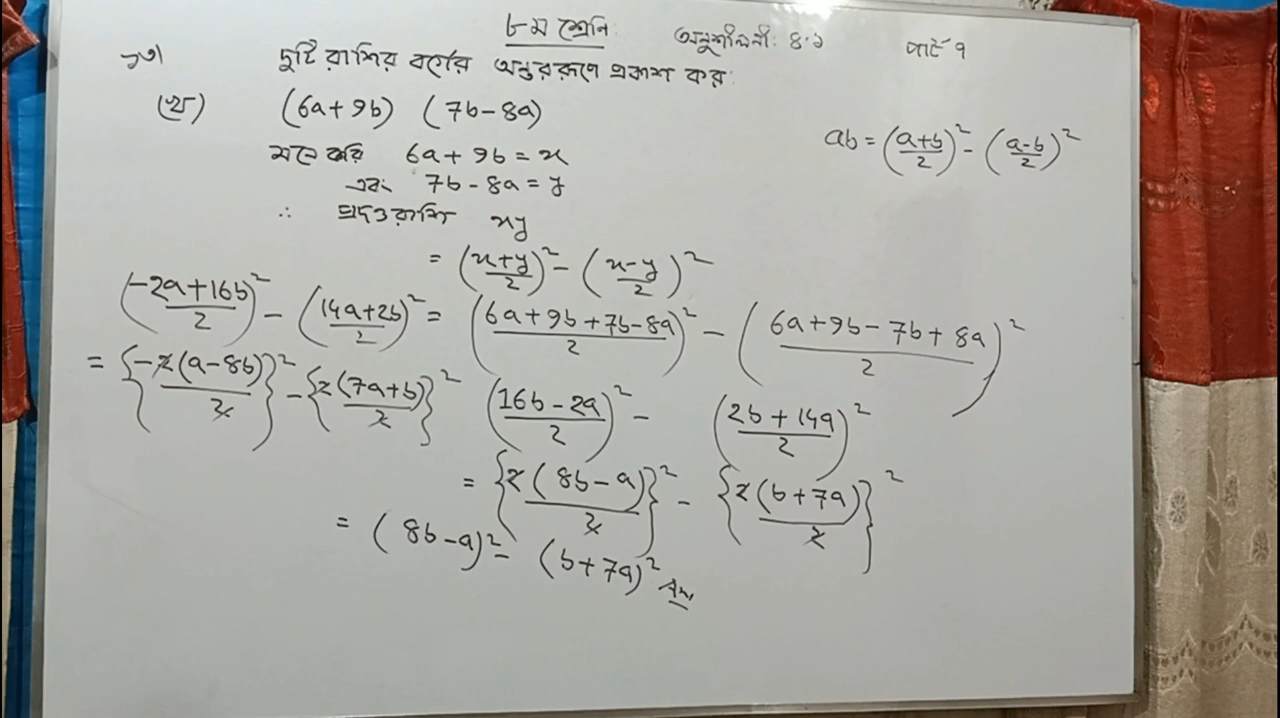 ৮ম শ্রেনি: অনুশীলনী: ৪.১ পার্ট ৭
১৩। দুটি রাশির বর্গের অন্তররূপে প্রকাশ কর:
(খ) (6a+9b) (7b-8a)
ab = (a+b/2)² - (a-b/2)²
মনে করি 6a+9b = x
এবং 7b-8a = y
∴ প্রদত্ত রাশি xy
= (x+y/2)² - (x-y/2)²
(-2a+16b/2)² - (14a+2b/2)² = (6a+9b+7b-8a/2)² - (6a+9b-7b+8a/2)²
= {-2(a-8b)/2}² - {2(7a+b)/2}² (16b-2a/2)² - (2b+14a/2)²
= {2(8b-a)/2}² - {2(b+7a)/2}²
= (8b-a)² - (b+7a)² Ans